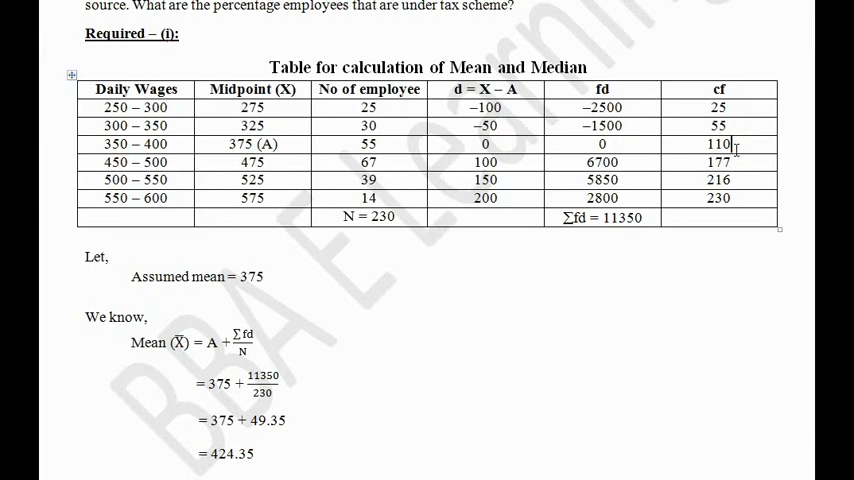 source. What are the percentage employees that are under tax scheme?
Required – (i):
Table for calculation of Mean and Median
Daily Wages Midpoint (X) No of employee d = X – A fd cf
250 – 300 275 25 –100 –2500 25
300 – 350 325 30 –50 –1500 55
350 – 400 375 (A) 55 0 0 110
450 – 500 475 67 100 6700 177
500 – 550 525 39 150 5850 216
550 – 600 575 14 200 2800 230
N = 230 ∑fd = 11350
Let,
Assumed mean = 375
We know,
Mean (X̅) = A + ∑fd/N
= 375 + 11350/230
= 375 + 49.35
= 424.35
BBA E Learning